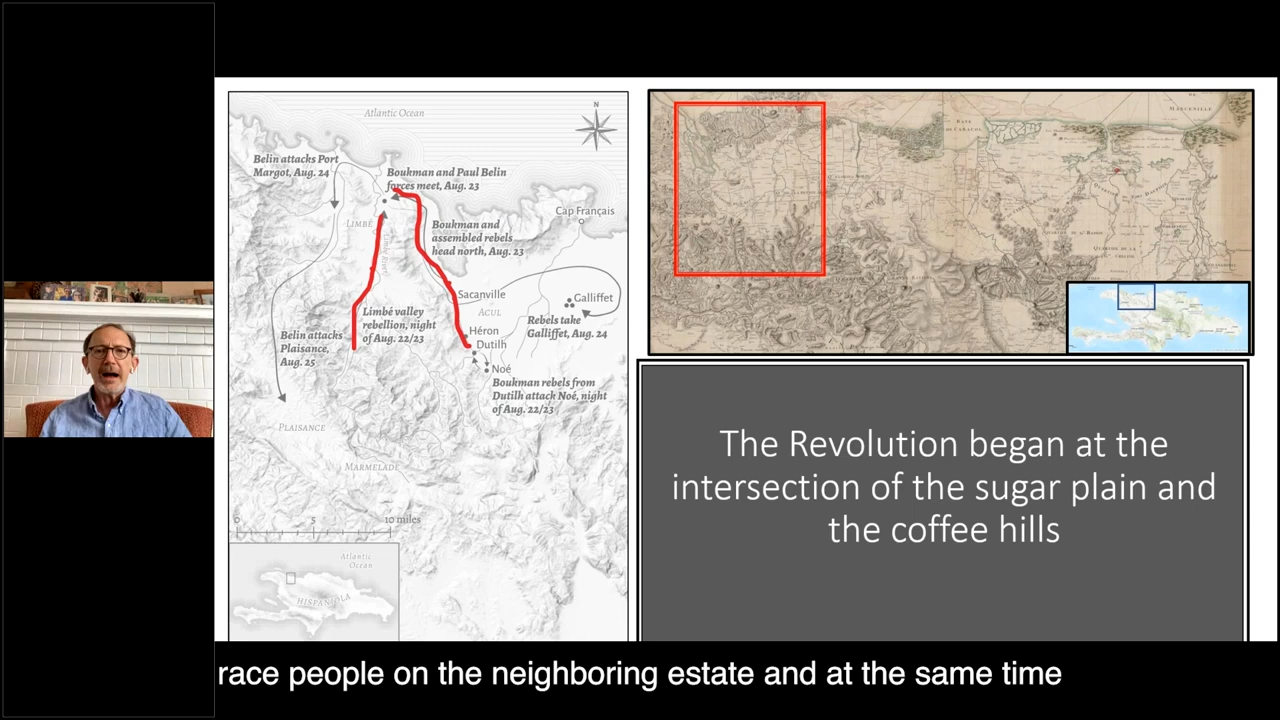 Atlantic Ocean
N
Belin attacks Port
Margot, Aug. 24
Boukman and Paul Belin
forces meet, Aug. 23
LIMBÉ
Cap Français
Boukman and
assembled rebels
head north, Aug. 23
Sacanville
ACUL
Galliffet
Limbé valley
rebellion, night
of Aug. 22/23
Rebels take
Galliffet, Aug. 24
Belin attacks
Plaisance,
Aug. 25
Héron
Dutilh
Noé
Boukman rebels from
Dutilh attack Noé, night
of Aug. 22/23
PLAISANCE
MARMELADE
0 5 10 miles
Atlantic
Ocean
HISPANIOLA
The Revolution began at the
intersection of the sugar plain and
the coffee hills
race people on the neighboring estate and at the same time